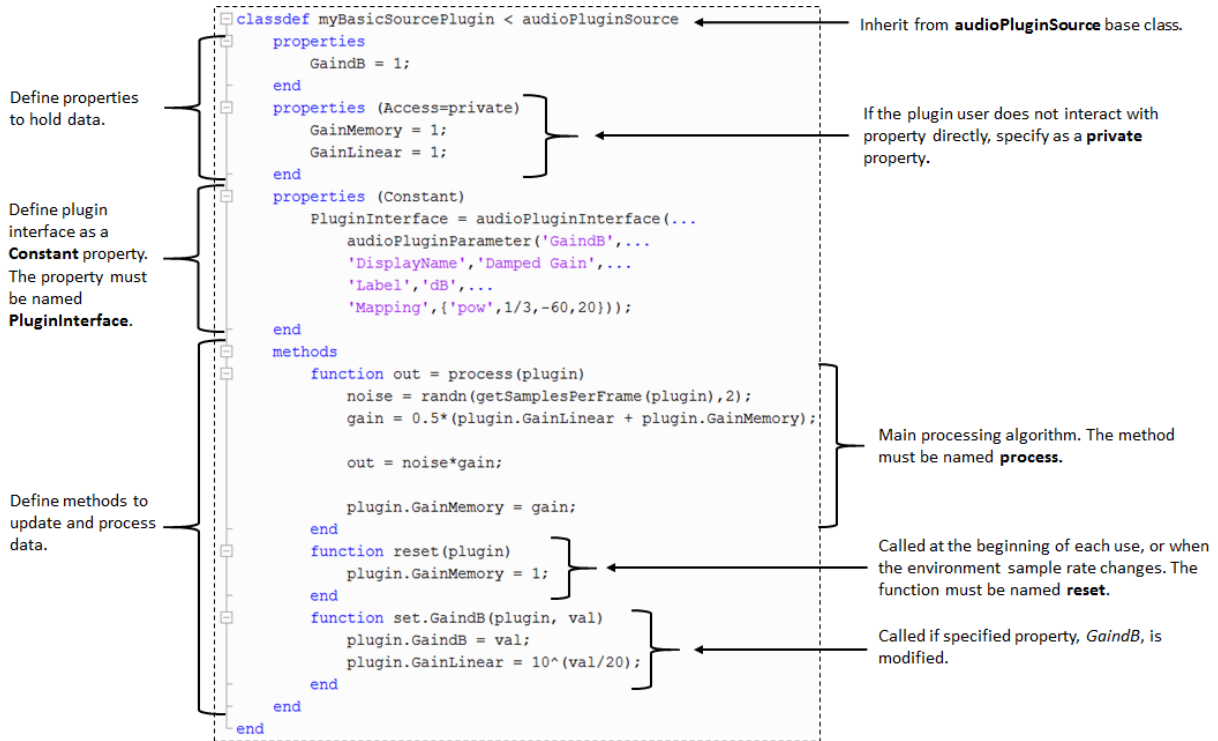 classdef myBasicSourcePlugin < audioPluginSource
properties
GaindB = 1;
end
properties (Access=private)
GainMemory = 1;
GainLinear = 1;
end
properties (Constant)
PluginInterface = audioPluginInterface(...
audioPluginParameter('GaindB',...
'DisplayName','Damped Gain',...
'Label','dB',...
'Mapping',{'pow',1/3,-60,20}));
end
methods
function out = process(plugin)
noise = randn(getSamplesPerFrame(plugin),2);
gain = 0.5*(plugin.GainLinear + plugin.GainMemory);
out = noise*gain;
plugin.GainMemory = gain;
end
function reset(plugin)
plugin.GainMemory = 1;
end
function set.GaindB(plugin, val)
plugin.GaindB = val;
plugin.GainLinear = 10^(val/20);
end
end
end
Define properties
to hold data.
Define plugin
interface as a
Constant property.
The property must
be named
PluginInterface.
Define methods to
update and process
data.
Inherit from audioPluginSource base class.
If the plugin user does not interact with
property directly, specify as a private
property.
Main processing algorithm. The method
must be named process.
Called at the beginning of each use, or when
the environment sample rate changes. The
function must be named reset.
Called if specified property, GaindB, is
modified.